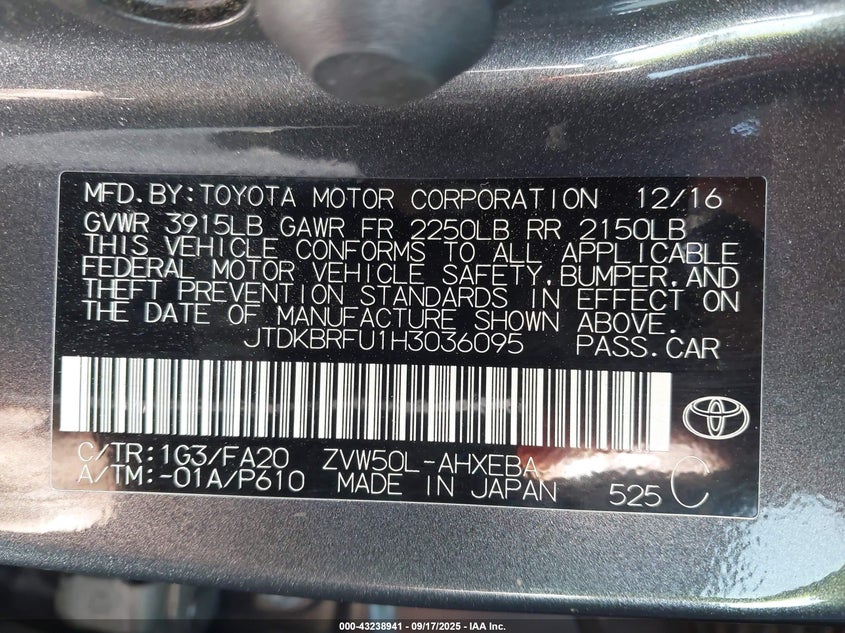 MFD.BY:TOYOTA MOTOR CORPORATION 12/16
GVWR 3915LB GAWR FR 2250LB RR 2150LB
THIS VEHICLE CONFORMS TO ALL APPLICABLE
FEDERAL MOTOR VEHICLE SAFETY,BUMPER,AND
THEFT PREVENTION STANDARDS IN EFFECT ON
THE DATE OF MANUFACTURE SHOWN ABOVE.
JTDKBRFU1H3036095 PASS.CAR
C/TR:1G3/FA20 ZVW50L-AHXEBA
A/TM:-01A/P610 MADE IN JAPAN 525 C
000-43238941 - 09/17/2025 - IAA Inc.